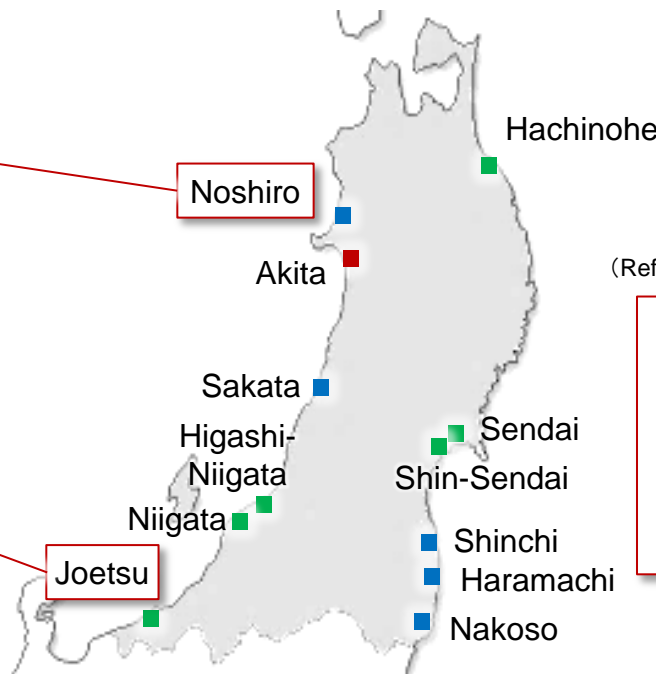 Hachinohe
Noshiro
(Ref
Akita
Sakata
Higashi-
Niigata
Sendai
Shin-Sendai
Niigata
Shinchi
Joetsu
Haramachi
Nakoso